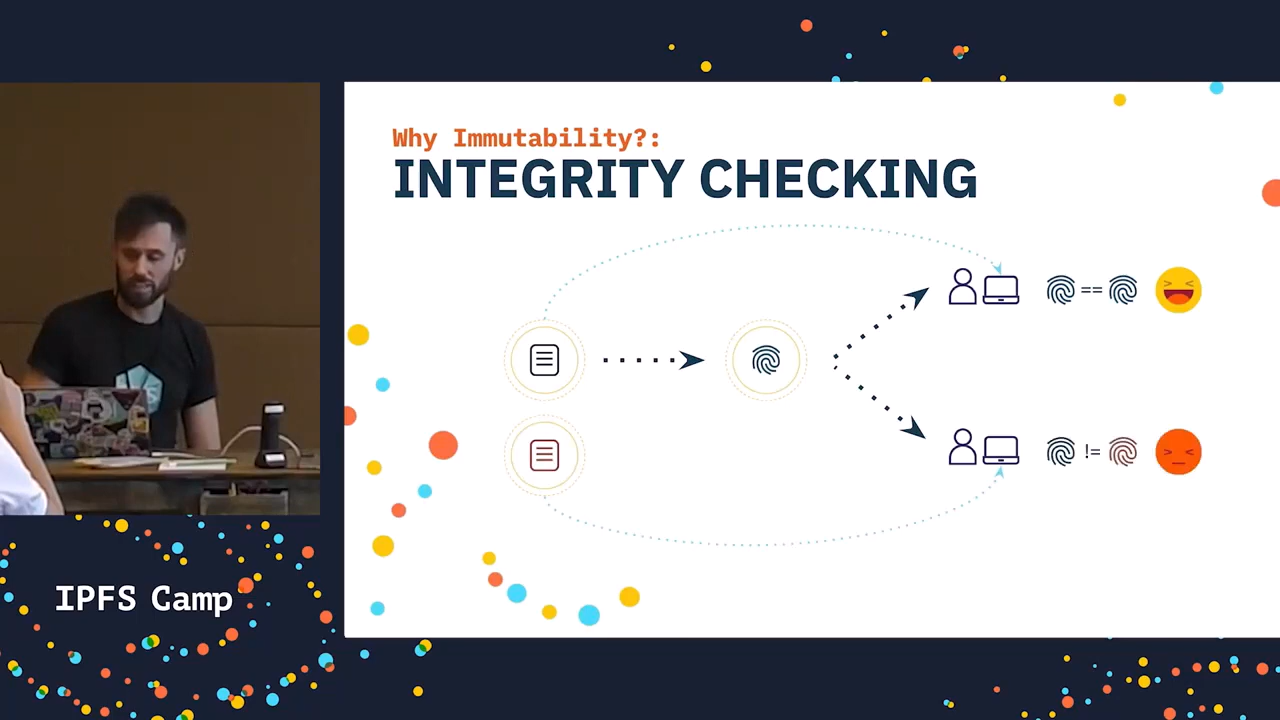 Why Immutability?:
INTEGRITY CHECKING
==
!=
IPFS Camp